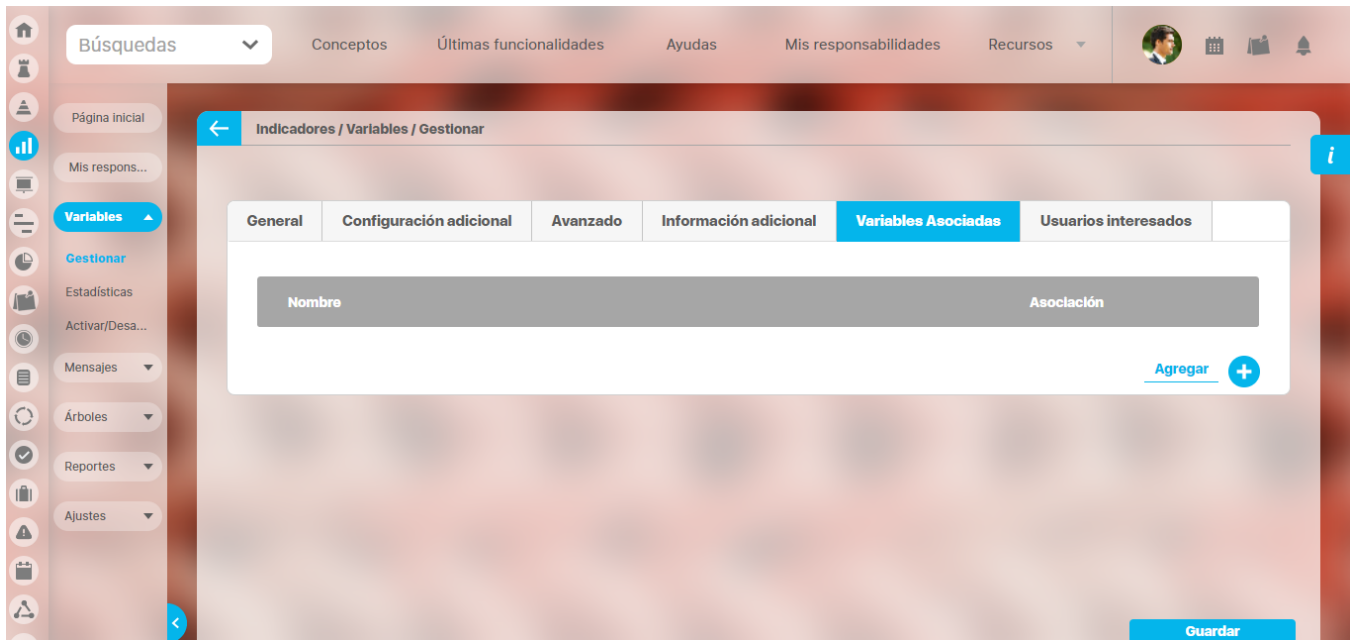 Búsquedas
Conceptos
Últimas funcionalidades
Ayudas
Mis responsabilidades
Recursos
Página inicial
Mis respons...
Variables
Gestionar
Estadísticas
Activar/Desa...
Mensajes
Árboles
Reportes
Ajustes
Indicadores / Variables / Gestionar
i
General
Configuración adicional
Avanzado
Información adicional
Variables Asociadas
Usuarios interesados
Nombre
Asociación
Agregar
Guardar